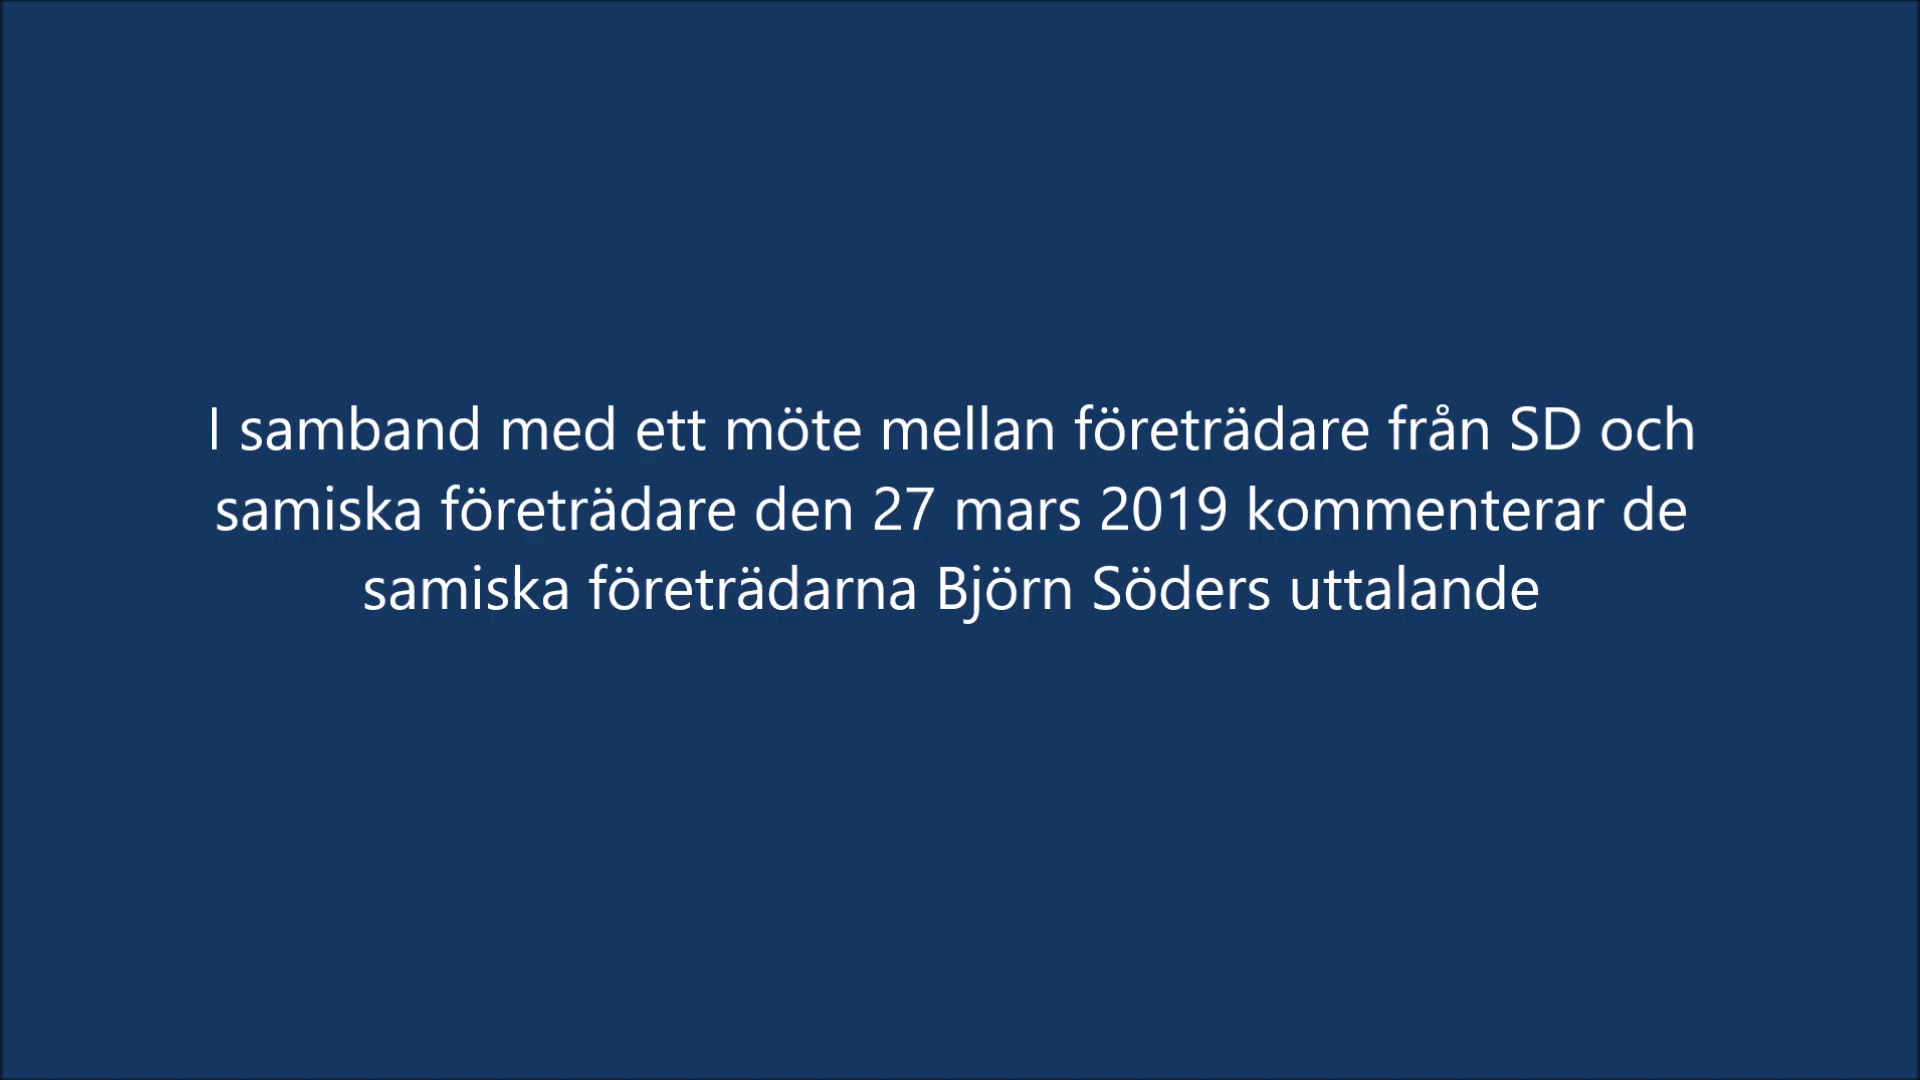 I samband med ett möte mellan företrädare från SD och
samiska företrädare den 27 mars 2019 kommenterar de
samiska företrädarna Björn Söders uttalande